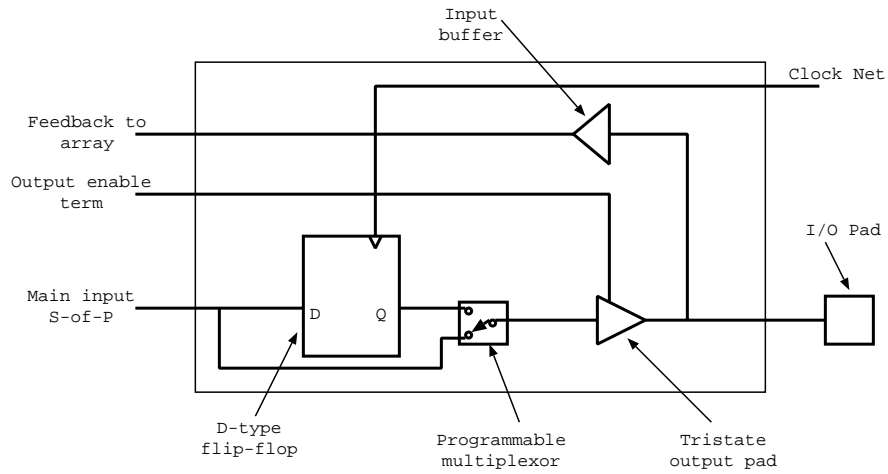 Input
buffer
Clock Net
Feedback to
array
Output enable
term
I/O Pad
Main input
S-of-P
D
Q
D-type
flip-flop
Programmable
multiplexor
Tristate
output pad